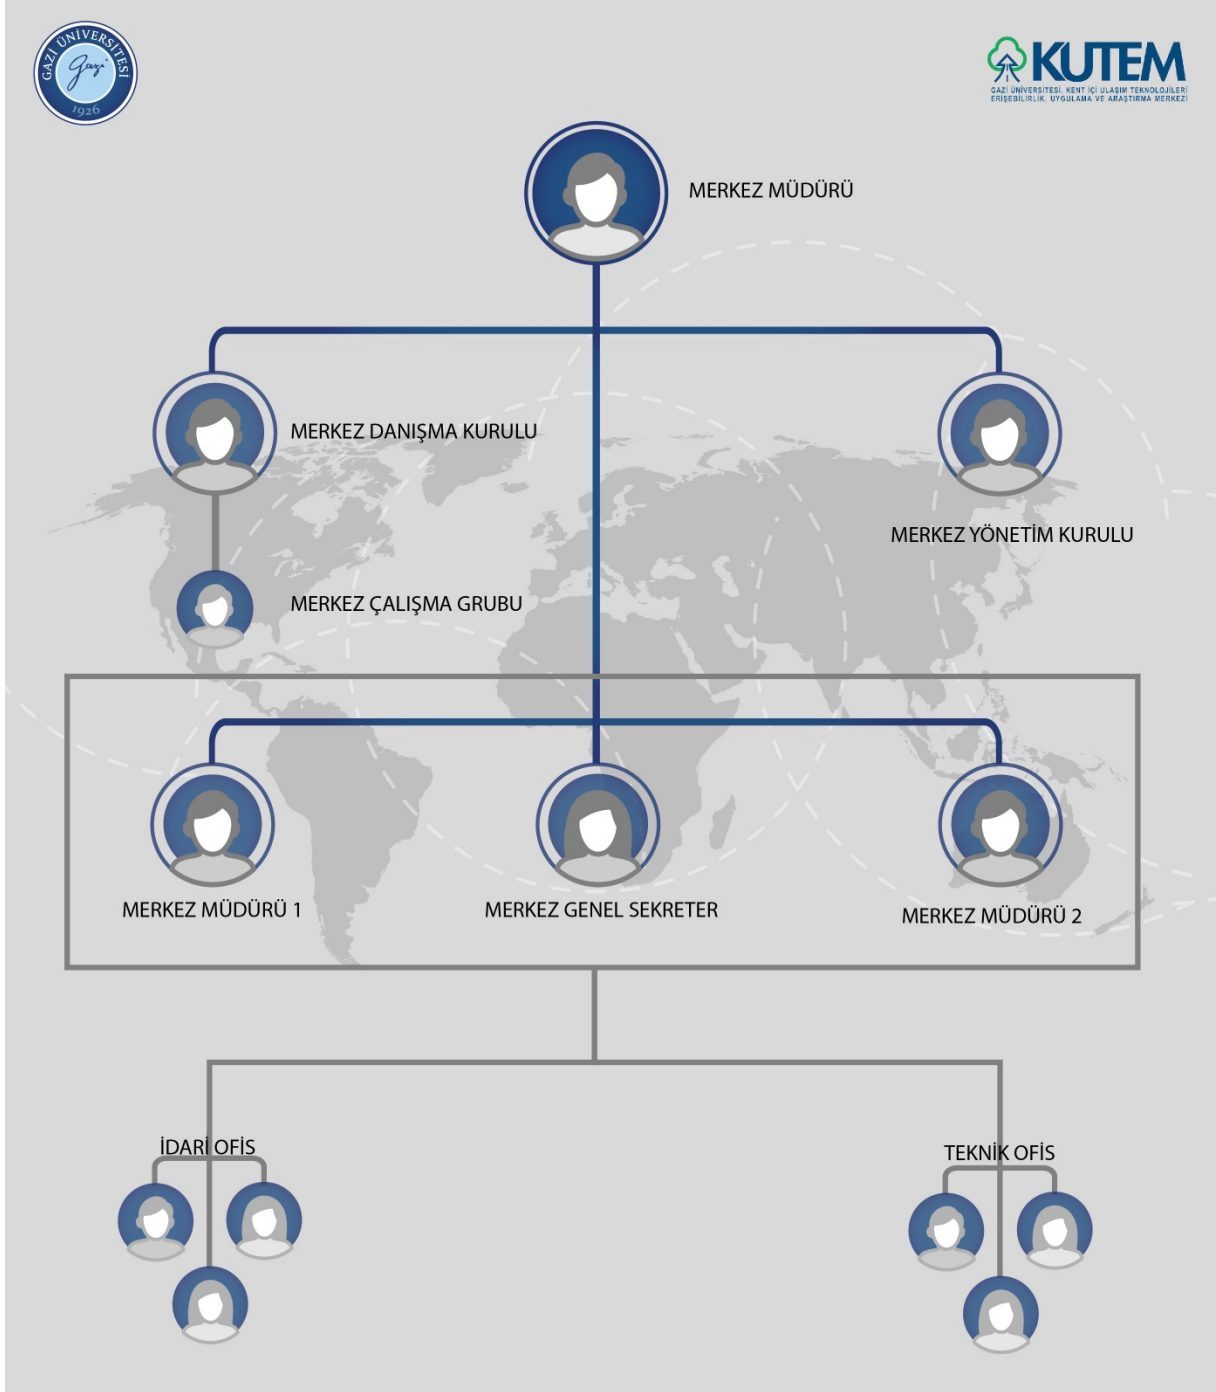 GAZİ ÜNİVERSİTESİ
Gazi
1926
KUTEM
GAZİ ÜNİVERSİTESİ, KENT İÇİ ULAŞIM TEKNOLOJİLERİ
ERİŞEBİLİRLİK, UYGULAMA VE ARAŞTIRMA MERKEZİ
MERKEZ MÜDÜRÜ
MERKEZ DANIŞMA KURULU
MERKEZ YÖNETİM KURULU
MERKEZ ÇALIŞMA GRUBU
MERKEZ MÜDÜRÜ 1
MERKEZ GENEL SEKRETER
MERKEZ MÜDÜRÜ 2
İDARİ OFİS
TEKNİK OFİS